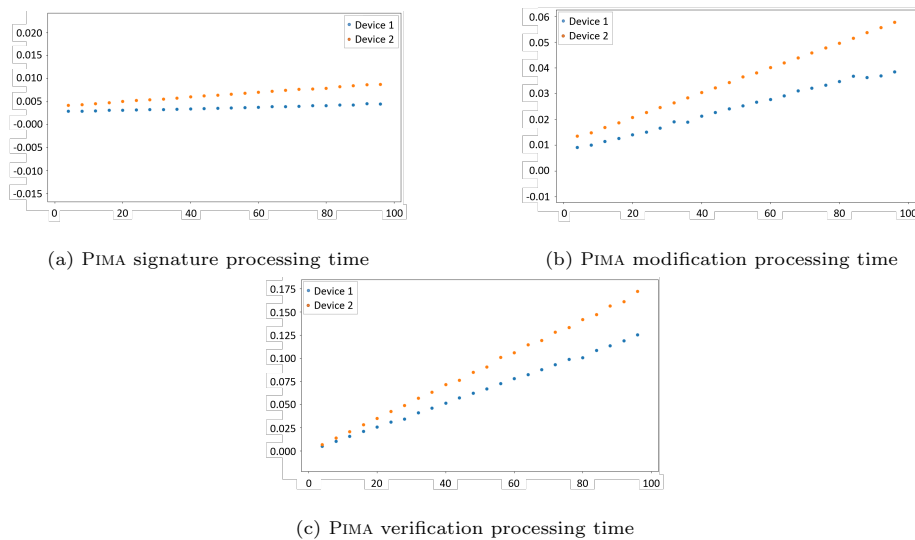 0.020
0.015
0.010
0.005
-0.000
-0.005
-0.010
-0.015
0 20 40 60 80 100
Device 1
Device 2
(a) PIMA signature processing time
0.06
0.05
0.04
0.03
0.02
0.01
0.00
-0.01
0 20 40 60 80 100
Device 1
Device 2
(b) PIMA modification processing time
0.175
0.150
0.125
0.100
0.075
0.050
0.025
0.000
0 20 40 60 80 100
Device 1
Device 2
(c) PIMA verification processing time